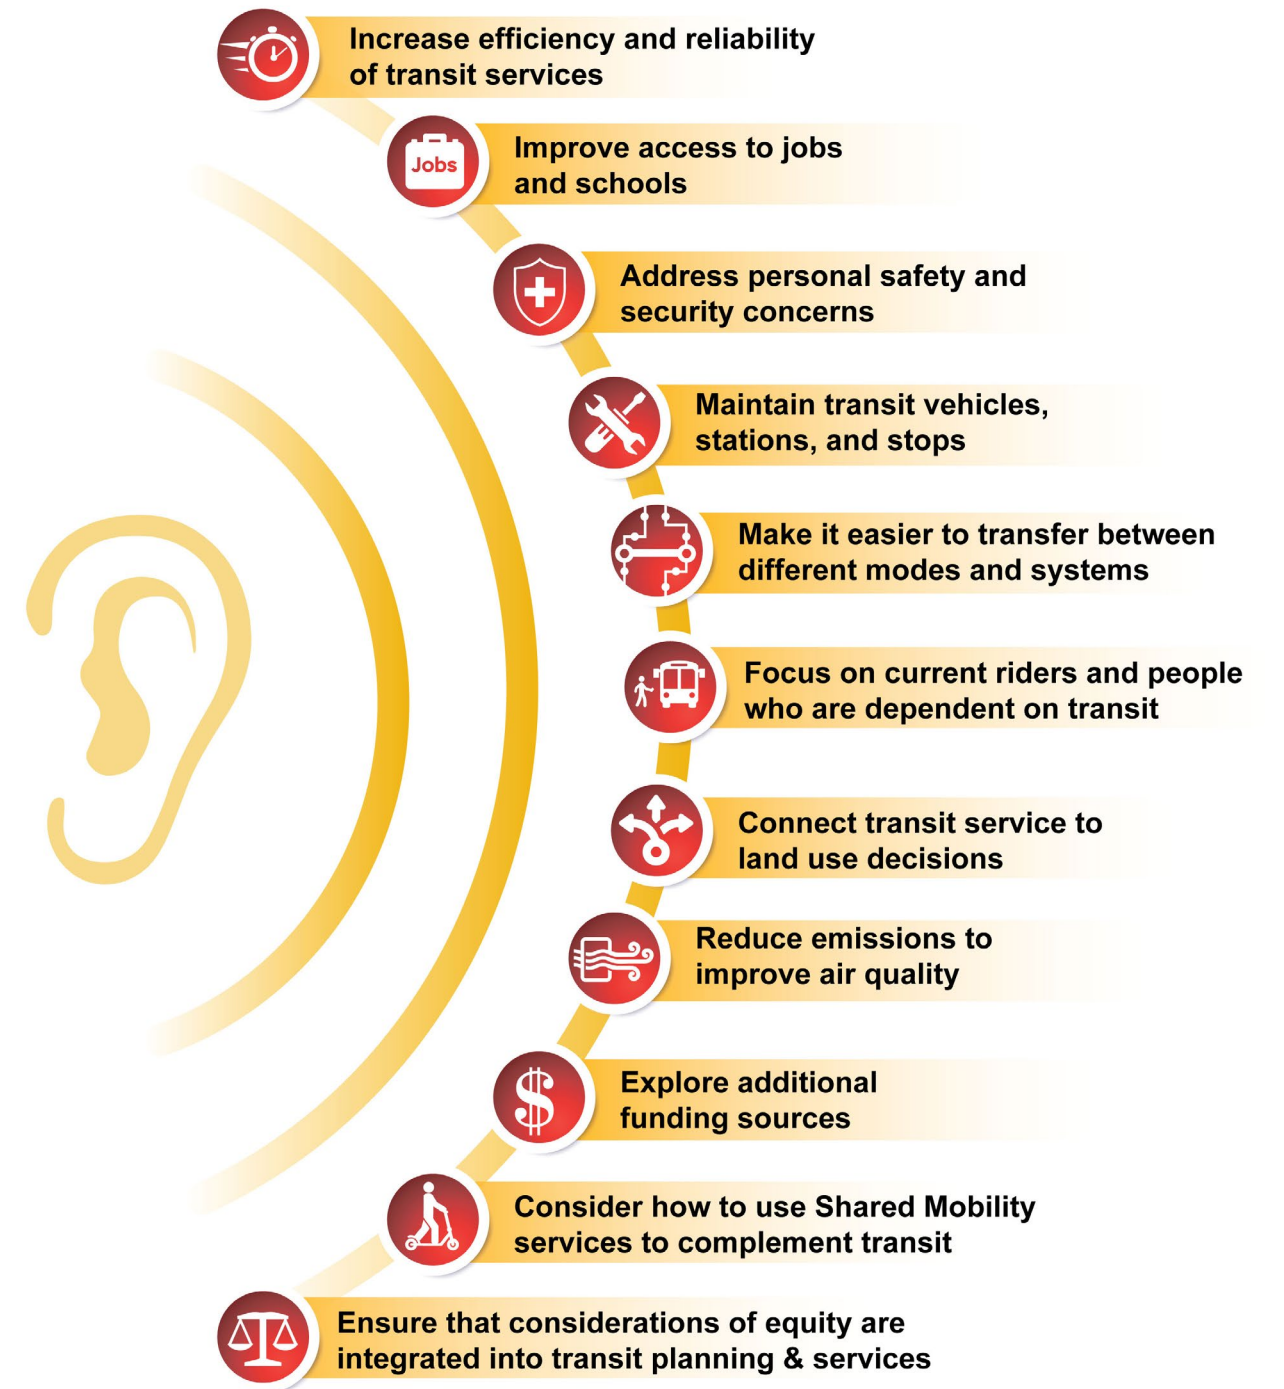 Increase efficiency and reliability
of transit services
Jobs
Improve access to jobs
and schools
Address personal safety and
security concerns
Maintain transit vehicles,
stations, and stops
Make it easier to transfer between
different modes and systems
Focus on current riders and people
who are dependent on transit
Connect transit service to
land use decisions
Reduce emissions to
improve air quality
$
Explore additional
funding sources
Consider how to use Shared Mobility
services to complement transit
Ensure that considerations of equity are
integrated into transit planning & services